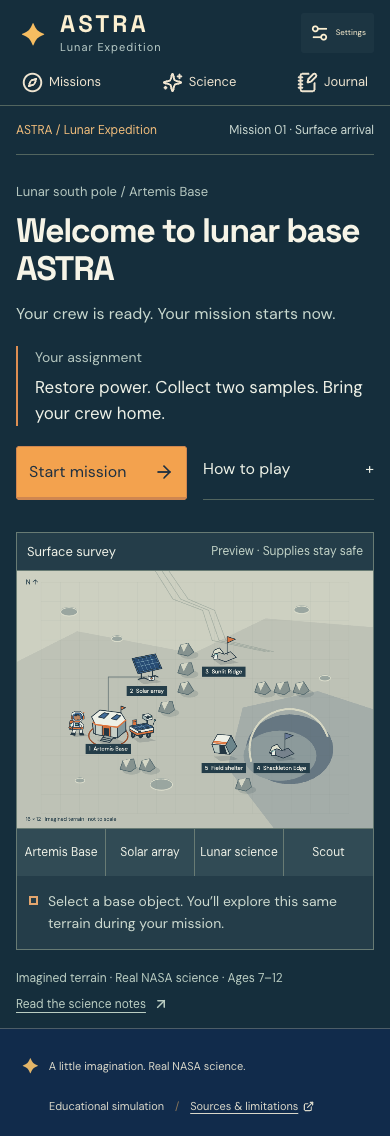 ASTRA
Lunar Expedition
Settings
Missions
Science
Journal
ASTRA / Lunar Expedition
Mission 01 · Surface arrival
Lunar south pole / Artemis Base
Welcome to lunar base
ASTRA
Your crew is ready. Your mission starts now.
Your assignment
Restore power. Collect two samples. Bring
your crew home.
Start mission →
How to play +
Surface survey
Preview · Supplies stay safe
N ↑
3 Sunlit Ridge
2 Solar array
1 Artemis Base
5 Field shelter
4 Shackleton Edge
Imagined terrain · not to scale
Artemis Base
Solar array
Lunar science
Scout
Select a base object. You’ll explore this same
terrain during your mission.
Imagined terrain · Real NASA science · Ages 7–12
Read the science notes
A little imagination. Real NASA science.
Educational simulation / Sources & limitations